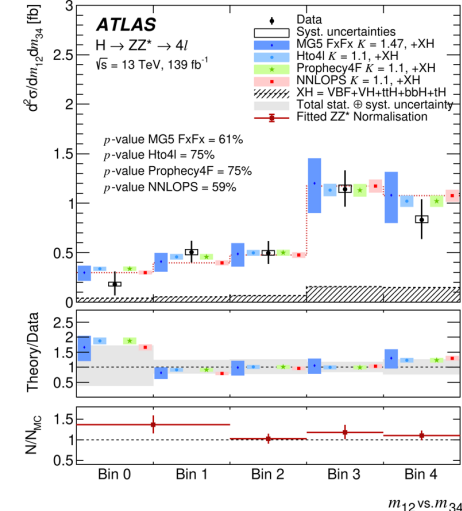 d²σ/dm₁₂dm₃₄ [fb]
3
2.5
2
1.5
1
0.5
0
ATLAS
H → ZZ* → 4l
√s = 13 TeV, 139 fb⁻¹
Data
Syst. uncertainties
MG5 FxFx K = 1.47, +XH
Hto4l K = 1.1, +XH
Prophecy4F K = 1.1, +XH
NNLOPS K = 1.1, +XH
XH = VBF+VH+ttH+bbH+tH
Total stat. ⊕ syst. uncertainty
Fitted ZZ* Normalisation
p-value MG5 FxFx = 61%
p-value Hto4l = 75%
p-value Prophecy4F = 75%
p-value NNLOPS = 59%
Theory/Data
2.5
2
1.5
1
0.5
N/N_MC
1.5
1
0.5
Bin 0 Bin 1 Bin 2 Bin 3 Bin 4
m₁₂ vs. m₃₄